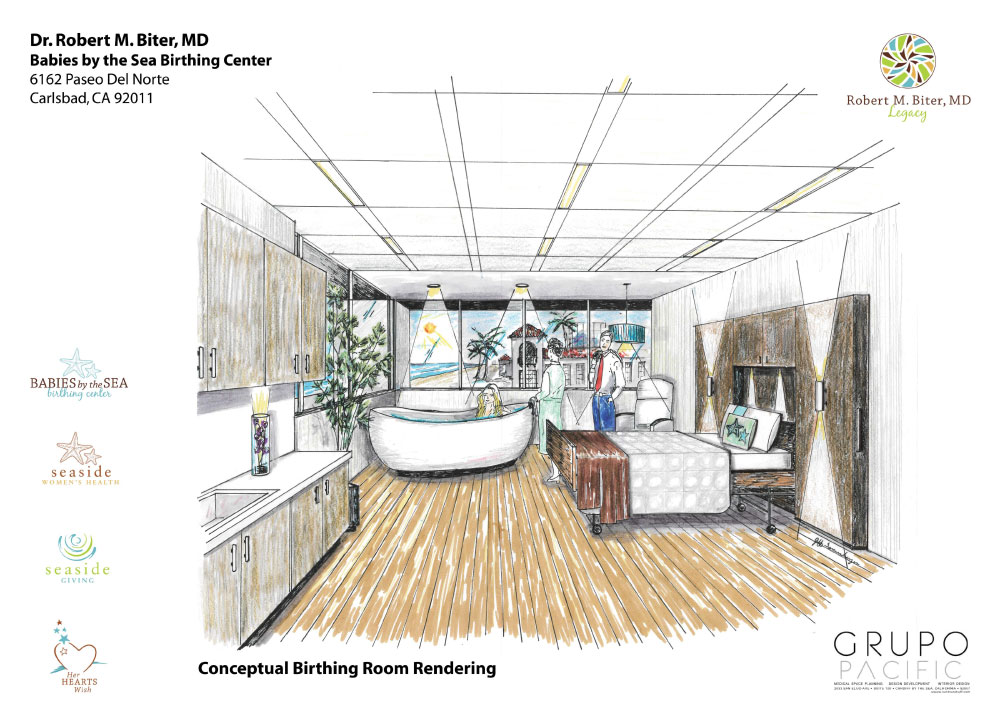 Dr. Robert M. Biter, MD
Babies by the Sea Birthing Center
6162 Paseo Del Norte
Carlsbad, CA 92011
Robert M. Biter, MD
Legacy
BABIES by the SEA
birthing center
seaside
WOMEN'S HEALTH
seaside
GIVING
Her
HEARTS
Wish
Conceptual Birthing Room Rendering
GRUPO
PACIFIC
MEDICAL SPACE PLANNING DESIGN DEVELOPMENT INTERIOR DESIGN